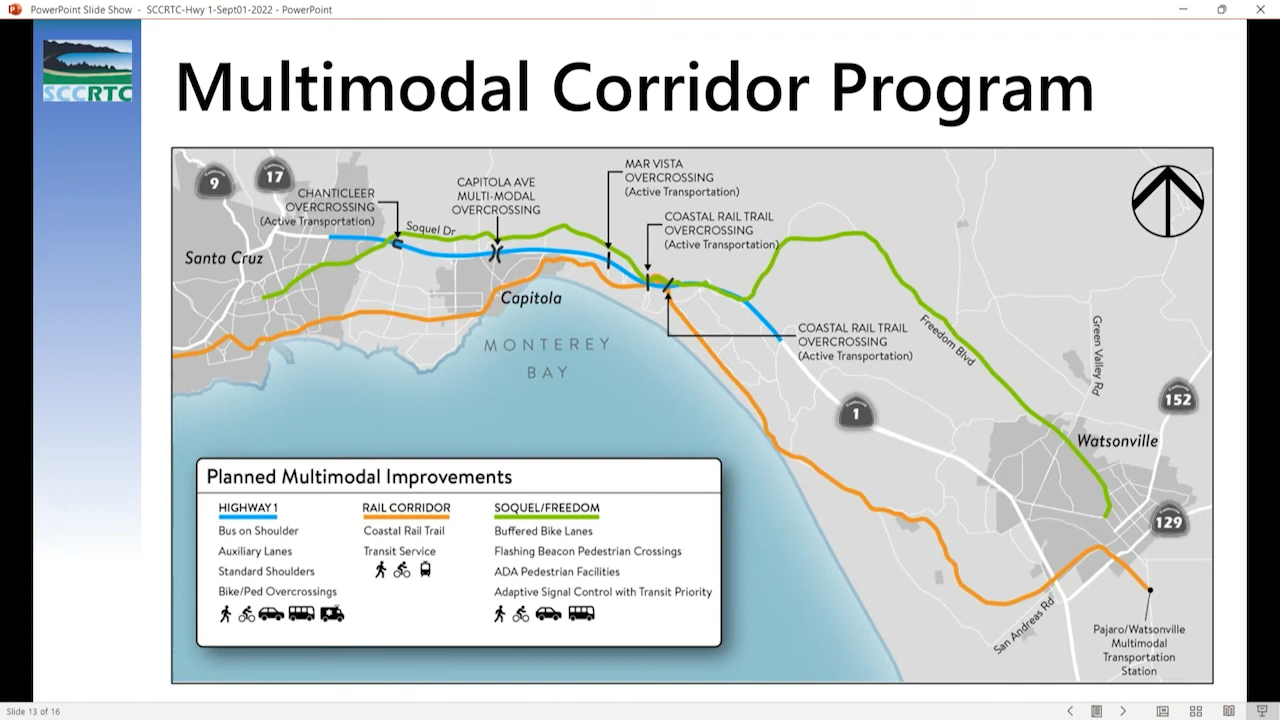 PowerPoint Slide Show - SCCRTC-Hwy 1-Sept01-2022 - PowerPoint
SCCRTC
Multimodal Corridor Program
9
17
CHANTICLEER
OVERCROSSING
(Active Transportation)
CAPITOLA AVE
MULTI-MODAL
OVERCROSSING
MAR VISTA
OVERCROSSING
(Active Transportation)
COASTAL RAIL TRAIL
OVERCROSSING
(Active Transportation)
Soquel Dr
Santa Cruz
Capitola
MONTEREY
BAY
COASTAL RAIL TRAIL
OVERCROSSING
(Active Transportation)
Freedom Blvd
Green Valley Rd
1
152
Watsonville
129
San Andreas Rd
Pajaro/Watsonville
Multimodal
Transportation
Station
Planned Multimodal Improvements
HIGHWAY 1
Bus on Shoulder
Auxiliary Lanes
Standard Shoulders
Bike/Ped Overcrossings
RAIL CORRIDOR
Coastal Rail Trail
Transit Service
SOQUEL/FREEDOM
Buffered Bike Lanes
Flashing Beacon Pedestrian Crossings
ADA Pedestrian Facilities
Adaptive Signal Control with Transit Priority
Slide 13 of 16